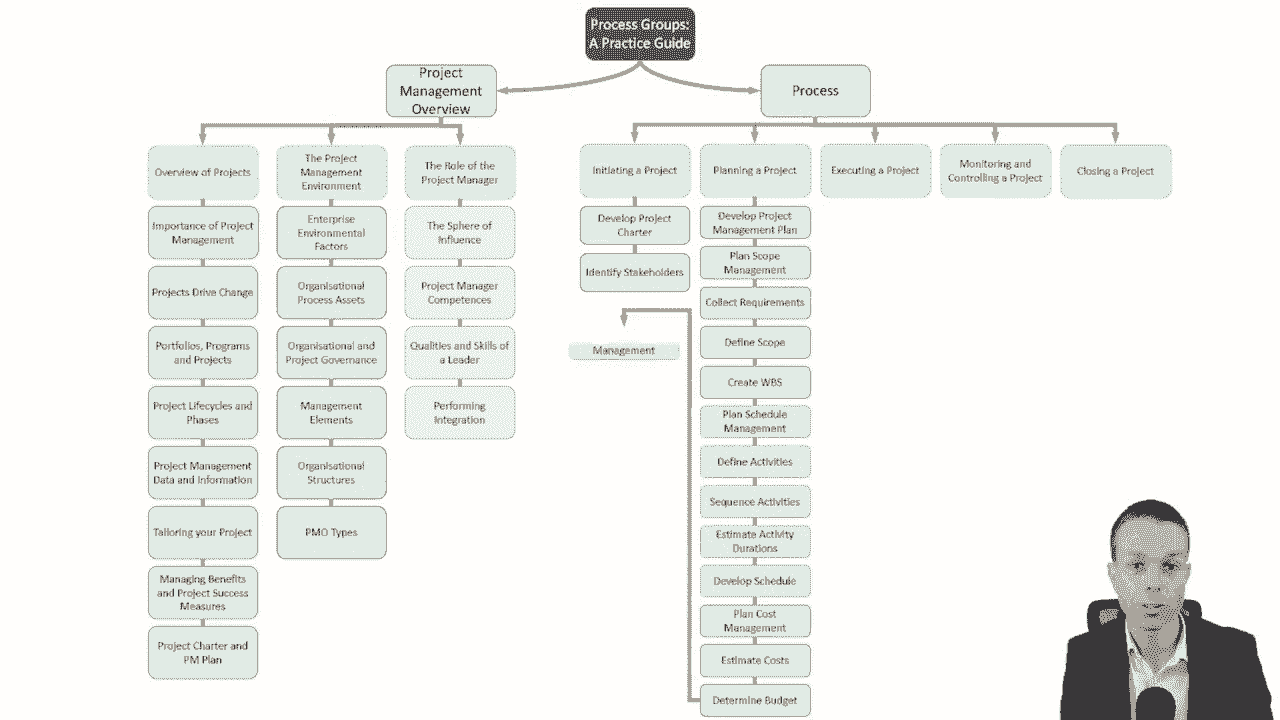 Process Groups:
A Practice Guide
Project
Management
Overview
Process
Overview of Projects
Importance of Project
Management
Projects Drive Change
Portfolios, Programs
and Projects
Project Lifecycles and
Phases
Project Management
Data and Information
Tailoring your Project
Managing Benefits
and Project Success
Measures
Project Charter and
PM Plan
The Project
Management
Environment
Enterprise
Environmental
Factors
Organisational
Process Assets
Organisational and
Project Governance
Management
Elements
Organisational
Structures
PMO Types
The Role of the
Project Manager
The Sphere of
Influence
Project Manager
Competences
Qualities and Skills of
a Leader
Performing
Integration
Initiating a Project
Develop Project
Charter
Identify Stakeholders
Planning a Project
Develop Project
Management Plan
Plan Scope
Management
Collect Requirements
Define Scope
Create WBS
Plan Schedule
Management
Define Activities
Sequence Activities
Estimate Activity
Durations
Develop Schedule
Plan Cost
Management
Estimate Costs
Determine Budget
Management
Executing a Project
Monitoring and
Controlling a Project
Closing a Project